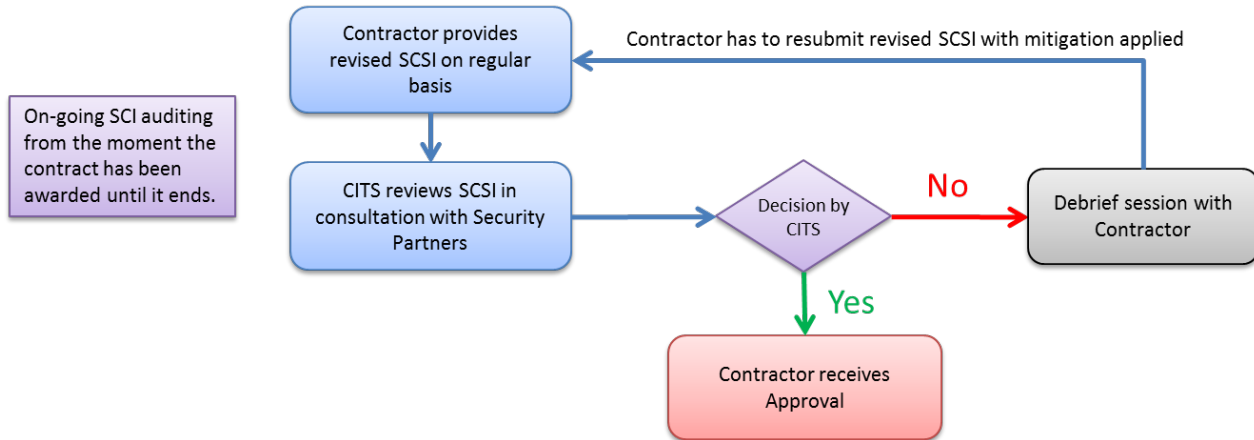 Contractor provides
revised SCSI on regular
basis
Contractor has to resubmit revised SCSI with mitigation applied
On-going SCI auditing
from the moment the
contract has been
awarded until it ends.
CITS reviews SCSI in
consultation with Security
Partners
Decision by
CITS
No
Debrief session with
Contractor
Yes
Contractor receives
Approval